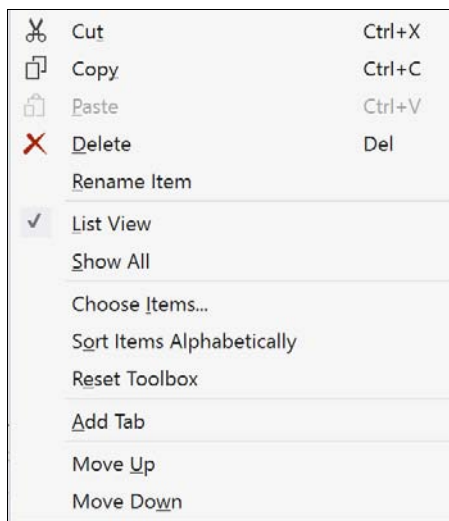 Cut Ctrl+X
Copy Ctrl+C
Paste Ctrl+V
Delete Del
Rename Item
List View
Show All
Choose Items...
Sort Items Alphabetically
Reset Toolbox
Add Tab
Move Up
Move Down